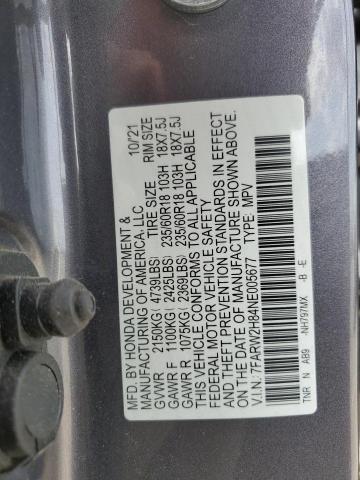 MFD. BY HONDA DEVELOPMENT & 10/21
MANUFACTURING OF AMERICA, LLC
TIRE SIZE RIM SIZE
GVWR 2150KG( 4739LBS)
GAWR F 1100KG( 2425LBS) 235/60R18 103H 18X7.5J
GAWR R 1075KG( 2369LBS) 235/60R18 103H 18X7.5J
THIS VEHICLE CONFORMS TO ALL APPLICABLE
FEDERAL MOTOR VEHICLE SAFETY
AND THEFT PREVENTION STANDARDS IN EFFECT
ON THE DATE OF MANUFACTURE SHOWN ABOVE.
V.I.N. 7FARW2H84NE005677 TYPE: MPV
TNR N AB9 -NH797MX -B -E